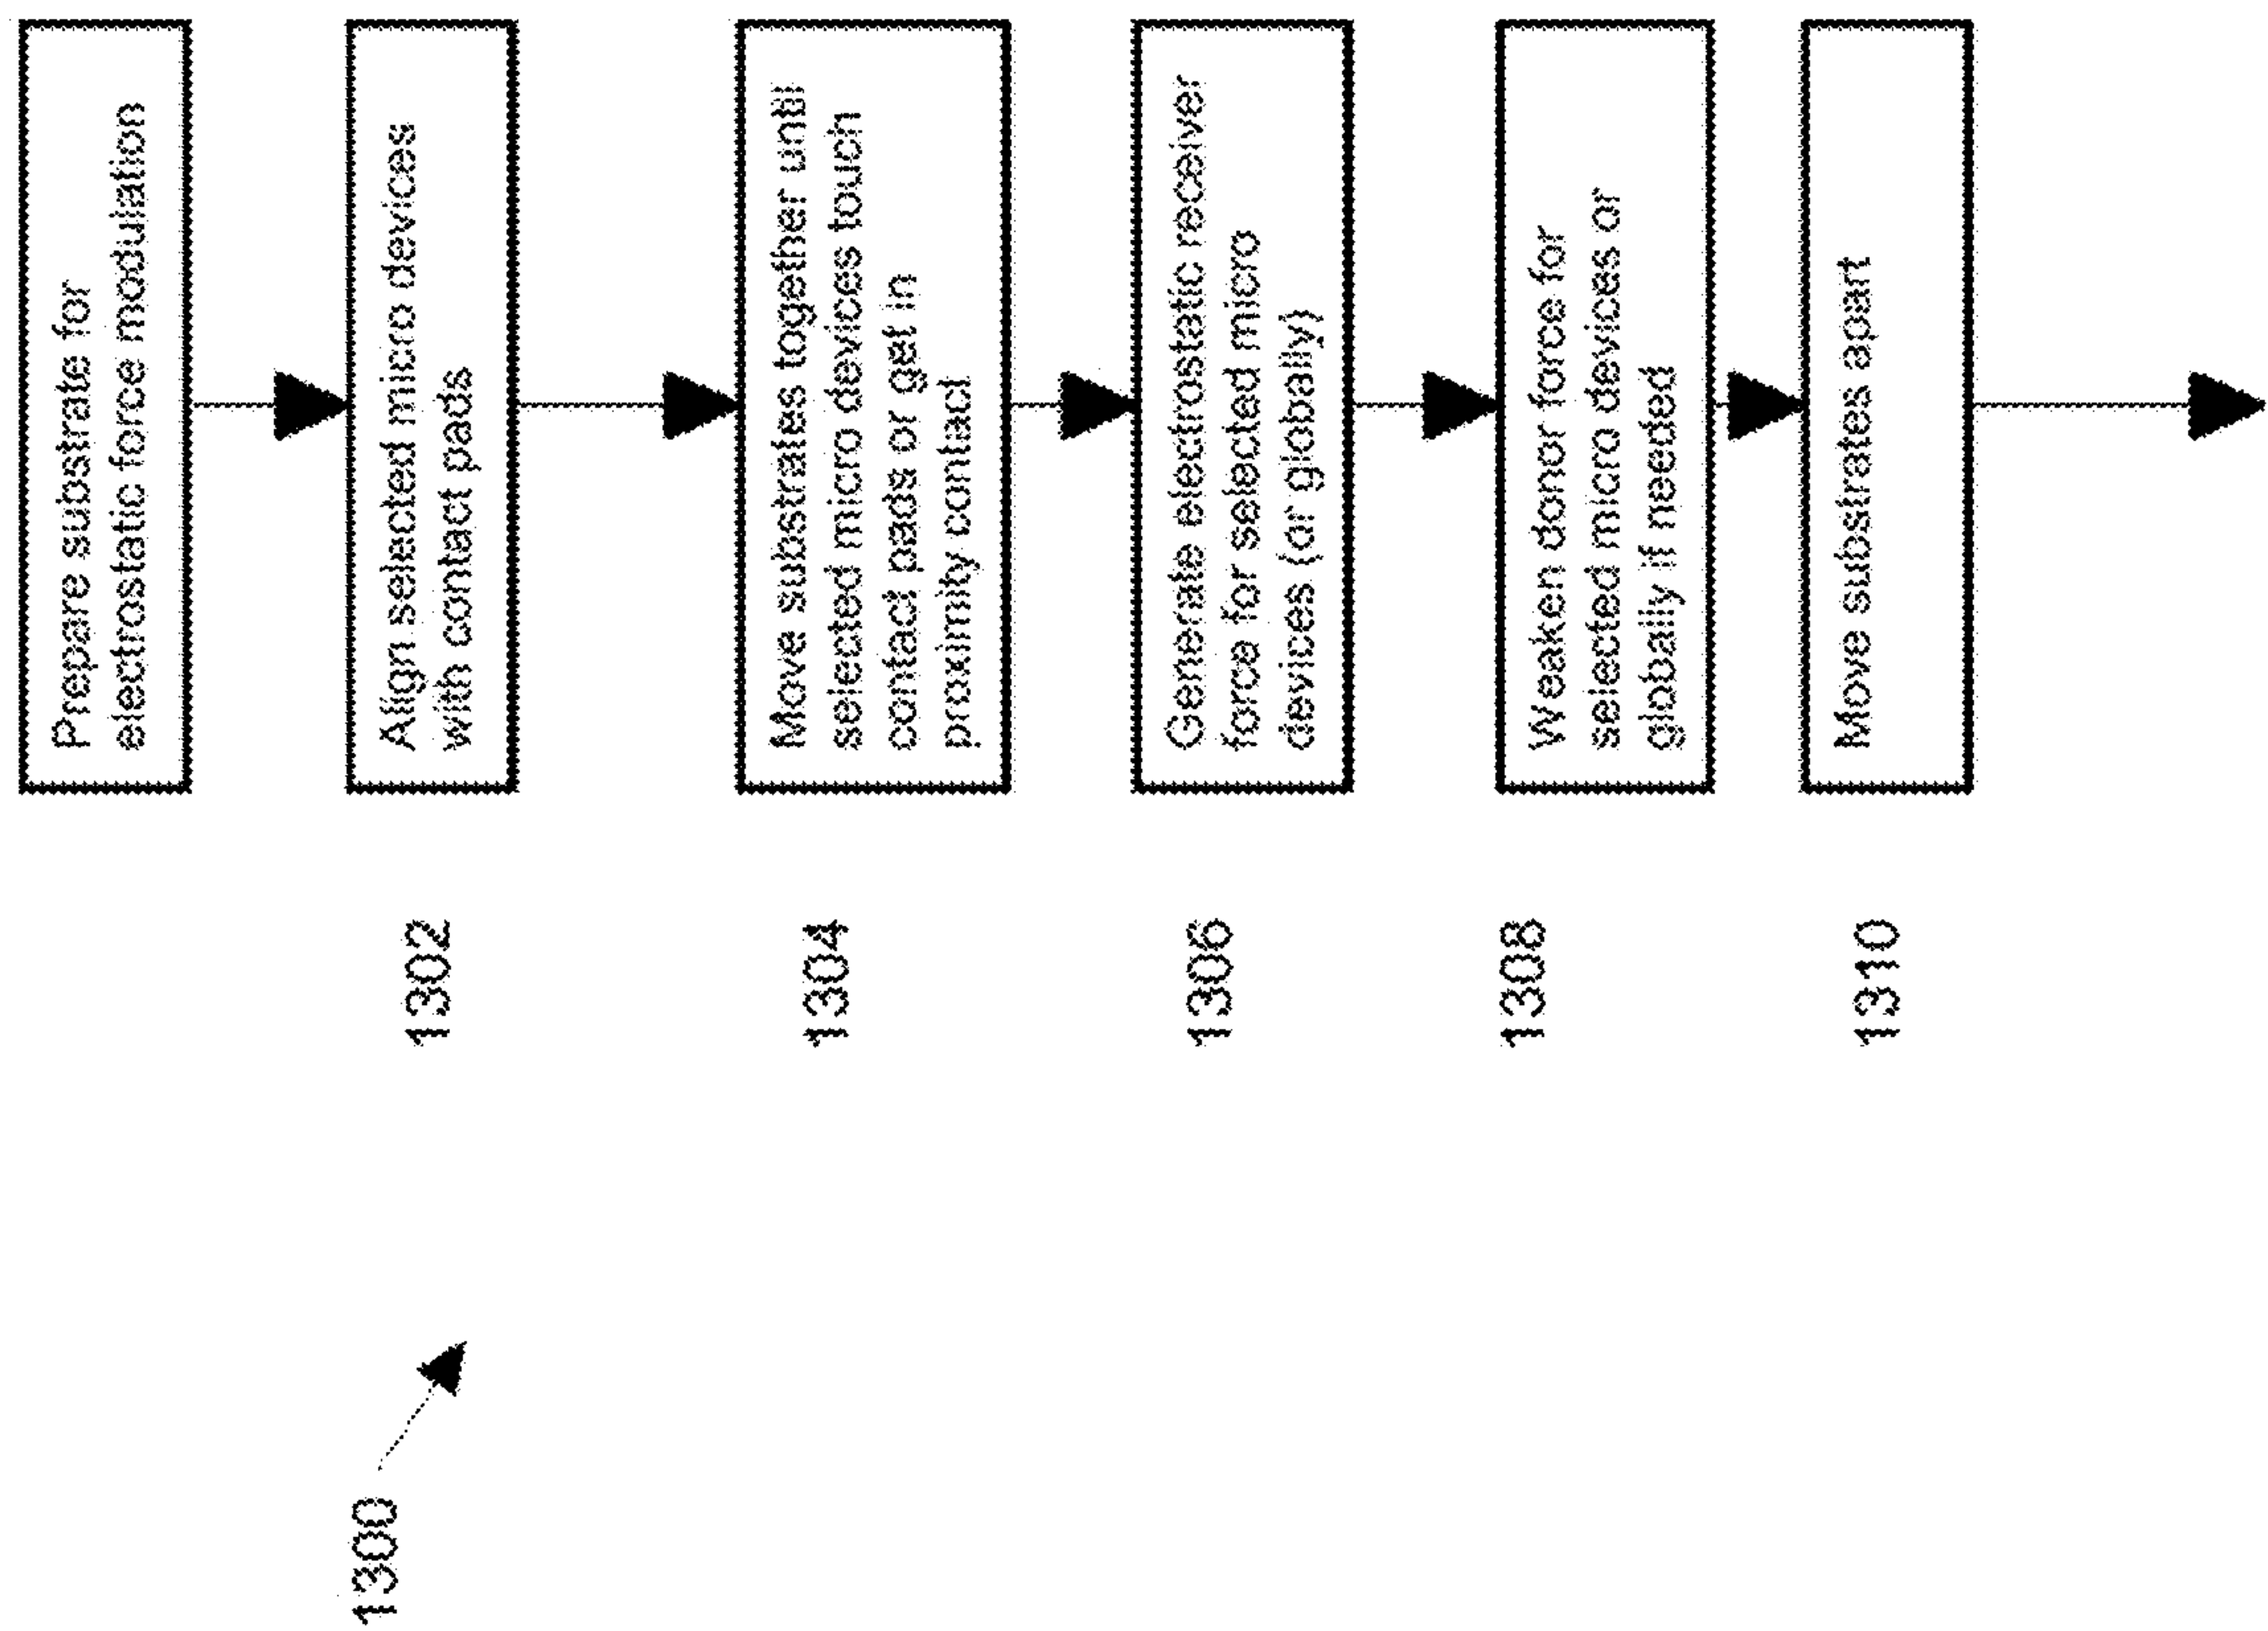 Prepare substrate for
electrostatic force modulation
Align selected micro devices
with contact pads
1302
Move substrates together until
selected micro devices touch
contact pads or get in
proximity contact
1304
Generate electrostatic receiver
force for selected micro
devices (or globally)
1306
Weaken donor force for
selected micro devices or
globally if needed
1308
Move substrates apart
1310
1300